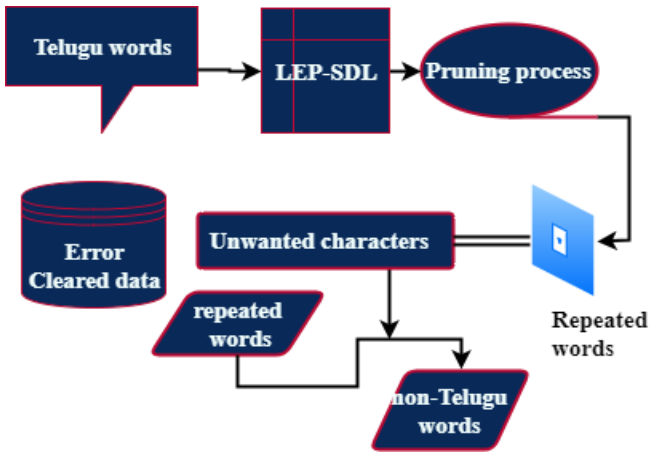 Telugu words
LEP-SDL
Pruning process
Error
Cleared data
Unwanted characters
Repeated
words
repeated
words
non-Telugu
words